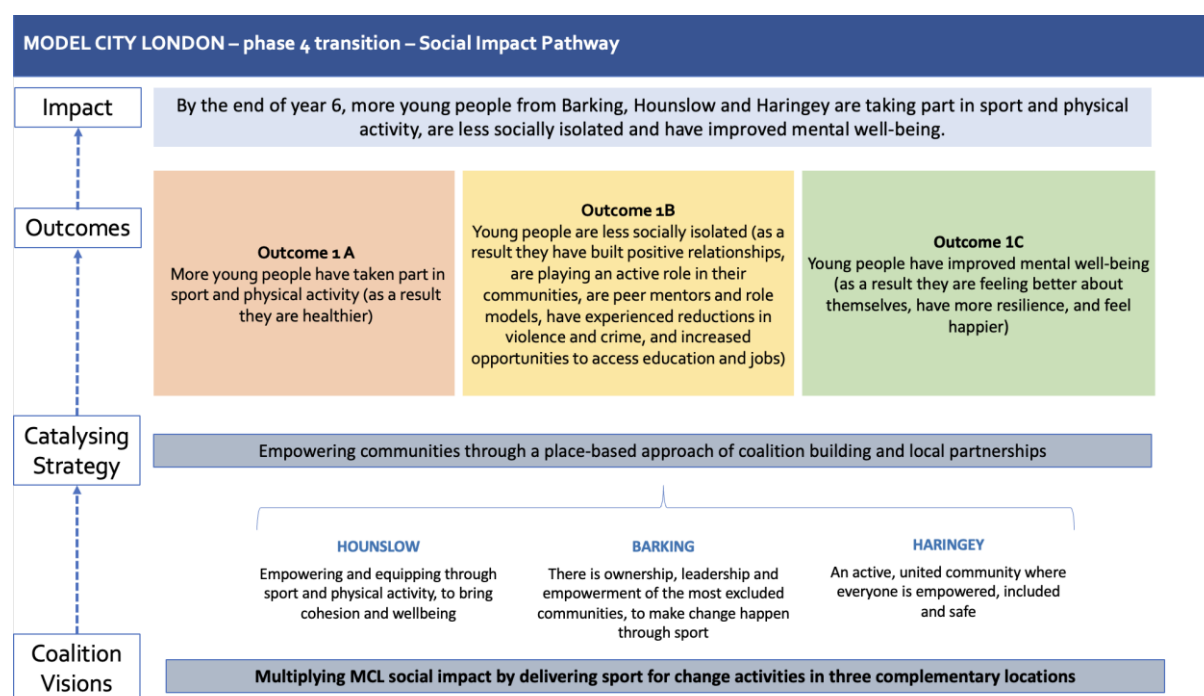 MODEL CITY LONDON – phase 4 transition – Social Impact Pathway
Impact
By the end of year 6, more young people from Barking, Hounslow and Haringey are taking part in sport and physical
activity, are less socially isolated and have improved mental well-being.
Outcomes
Outcome 1 A
More young people have taken part in
sport and physical activity (as a result
they are healthier)
Outcome 1B
Young people are less socially isolated (as a
result they have built positive relationships,
are playing an active role in their
communities, are peer mentors and role
models, have experienced reductions in
violence and crime, and increased
opportunities to access education and jobs)
Outcome 1C
Young people have improved mental well-being
(as a result they are feeling better about
themselves, have more resilience, and feel
happier)
Catalysing
Strategy
Empowering communities through a place-based approach of coalition building and local partnerships
HOUNSLOW
Empowering and equipping through
sport and physical activity, to bring
cohesion and wellbeing
BARKING
There is ownership, leadership and
empowerment of the most excluded
communities, to make change happen
through sport
HARINGEY
An active, united community where
everyone is empowered, included
and safe
Coalition
Visions
Multiplying MCL social impact by delivering sport for change activities in three complementary locations